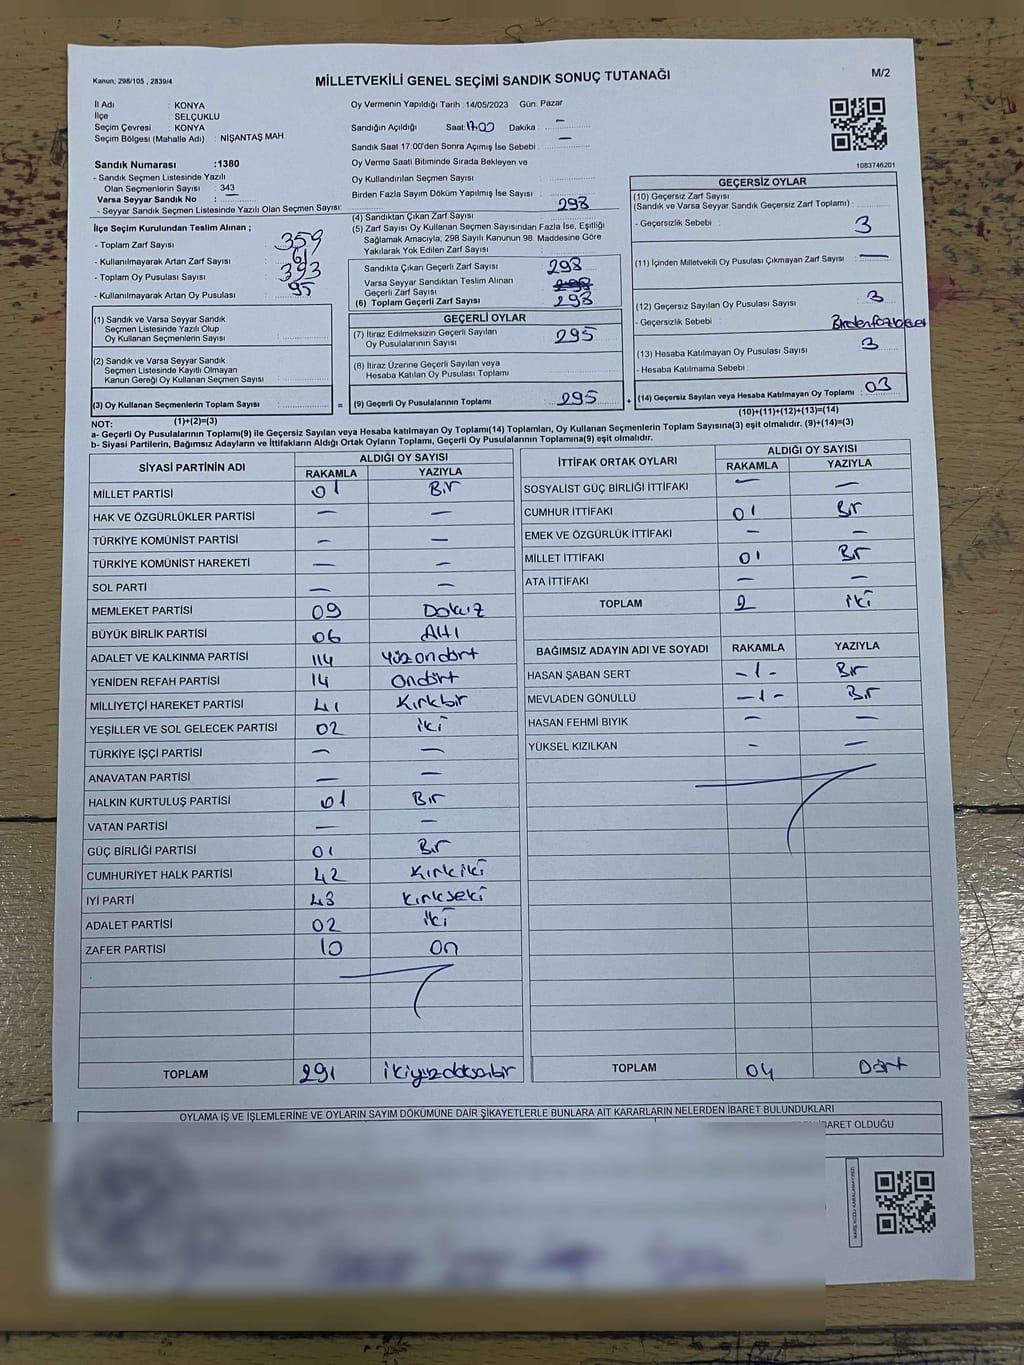 Kanun; 298/105 , 2839/4
MİLLETVEKİLİ GENEL SEÇİMİ SANDIK SONUÇ TUTANAĞI
M/2
İl Adı : KONYA
İlçe : SELÇUKLU
Seçim Çevresi : KONYA
Seçim Bölgesi (Mahalle Adı) : NİŞANTAŞ MAH.
Sandık Numarası :1380
- Sandık Seçmen Listesinde Yazılı
Olan Seçmenlerin Sayısı : 343
Varsa Seyyar Sandık No : —
- Seyyar Sandık Seçmen Listesinde Yazılı Olan Seçmen Sayısı:
Oy Vermenin Yapıldığı Tarih : 14/05/2023 Gün: Pazar
Sandığın Açıldığı Saat: 17.00 Dakika : —
Sandık Saat 17:00'den Sonra Açılmış İse Sebebi : —
Oy Verme Saati Bitiminde Sırada Bekleyen ve
Oy Kullandırılan Seçmen Sayısı :
Birden Fazla Sayım Döküm Yapılmış İse Sayısı :
1083746201
İlçe Seçim Kurulundan Teslim Alınan ;
- Toplam Zarf Sayısı : 359
- Kullanılmayarak Artan Zarf Sayısı : 61
- Toplam Oy Pusulası Sayısı : 393
- Kullanılmayarak Artan Oy Pusulası : 95
(4) Sandıktan Çıkan Zarf Sayısı : 298
(5) Zarf Sayısı Oy Kullanan Seçmen Sayısından Fazla İse, Eşitliği
Sağlamak Amacıyla; 298 Sayılı Kanunun 98. Maddesine Göre
Yakılarak Yok Edilen Zarf Sayısı :
Sandıkta Çıkan Geçerli Zarf Sayısı 298
Varsa Seyyar Sandıktan Teslim Alınan
Geçerli Zarf Sayısı
(6) Toplam Geçerli Zarf Sayısı 298
GEÇERSİZ OYLAR
(10) Geçersiz Zarf Sayısı
(Sandık ve Varsa Seyyar Sandık Geçersiz Zarf Toplamı) :
- Geçersizlik Sebebi : 3
(11) İçinden Milletvekili Oy Pusulası Çıkmayan Zarf Sayısı : —
(12) Geçersiz Sayılan Oy Pusulası Sayısı : 3
- Geçersizlik Sebebi :
(13) Hesaba Katılmayan Oy Pusulası Sayısı : 3
- Hesaba Katılmama Sebebi :
(14) Geçersiz Sayılan veya Hesaba Katılmayan Oy Toplamı : 03
(1) Sandık ve Varsa Seyyar Sandık
Seçmen Listesinde Yazılı Olup
Oy Kullanan Seçmenlerin Sayısı :
(2) Sandık ve Varsa Seyyar Sandık
Seçmen Listesinde Kayıtlı Olmayan
Kanun Gereği Oy Kullanan Seçmen Sayısı :
(3) Oy Kullanan Seçmenlerin Toplam Sayısı : =
GEÇERLİ OYLAR
(7) İtiraz Edilmeksizin Geçerli Sayılan
Oy Pusulalarının Sayısı : 295
(8) İtiraz Üzerine Geçerli Sayılan veya
Hesaba Katılan Oy Pusulası Toplamı :
(9) Geçerli Oy Pusulalarının Toplamı : 295 +
NOT: (1)+(2)=(3) (10)+(11)+(12)+(13)=(14)
a- Geçerli Oy Pusulalarının Toplamı(9) ile Geçersiz Sayılan veya Hesaba katılmayan Oy Toplamı(14) Toplamları, Oy Kullanan Seçmenlerin Toplam Sayısına(3) eşit olmalıdır. (9)+(14)=(3)
b- Siyasi Partilerin, Bağımsız Adayların ve İttifakların Aldığı Ortak Oyların Toplamı, Geçerli Oy Pusulalarının Toplamına(9) eşit olmalıdır.
SİYASİ PARTİNİN ADI ALDIĞI OY SAYISI
RAKAMLA YAZIYLA
MİLLET PARTİSİ 01 Bir
HAK VE ÖZGÜRLÜKLER PARTİSİ — —
TÜRKİYE KOMÜNİST PARTİSİ — —
TÜRKİYE KOMÜNİST HAREKETİ — —
SOL PARTİ — —
MEMLEKET PARTİSİ 09 Dokuz
BÜYÜK BİRLİK PARTİSİ 06 Altı
ADALET VE KALKINMA PARTİSİ 114 Yüzondört
YENİDEN REFAH PARTİSİ 14 Ondört
MİLLİYETÇİ HAREKET PARTİSİ 41 Kırkbir
YEŞİLLER VE SOL GELECEK PARTİSİ 02 iki
TÜRKİYE İŞÇİ PARTİSİ — —
ANAVATAN PARTİSİ — —
HALKIN KURTULUŞ PARTİSİ 01 Bir
VATAN PARTİSİ — —
GÜÇ BİRLİĞİ PARTİSİ 01 Bir
CUMHURİYET HALK PARTİSİ 42 Kırkiki
İYİ PARTİ 43 kırkseki
ADALET PARTİSİ 02 iki
ZAFER PARTİSİ 10 On
TOPLAM 291 ikiyüzdoksanbir
İTTİFAK ORTAK OYLARI ALDIĞI OY SAYISI
RAKAMLA YAZIYLA
SOSYALİST GÜÇ BİRLİĞİ İTTİFAKI — —
CUMHUR İTTİFAKI 01 Bir
EMEK VE ÖZGÜRLÜK İTTİFAKI — —
MİLLET İTTİFAKI 01 Bir
ATA İTTİFAKI — —
TOPLAM 2 iki
BAĞIMSIZ ADAYIN ADI VE SOYADI RAKAMLA YAZIYLA
HASAN ŞABAN SERT -1- Bir
MEVLADEN GÖNÜLLÜ -1- Bir
HASAN FEHMİ BIYIK — —
YÜKSEL KIZILKAN - —
TOPLAM 04 Dört
OYLAMA İŞ VE İŞLEMLERİNE VE OYLARIN SAYIM DÖKÜMÜNE DAİR ŞİKAYETLERLE BUNLARA AİT KARARLARIN NELERDEN İBARET BULUNDUKLARI
BARET OLDUĞU